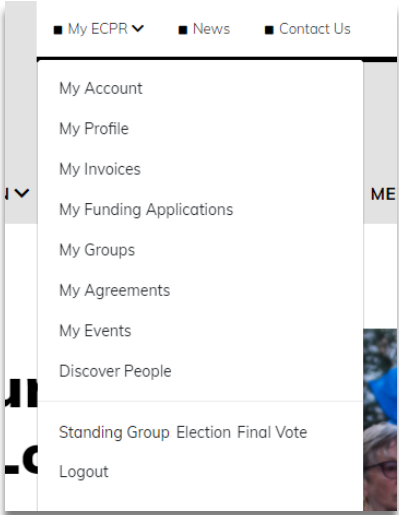 My ECPR News Contact Us
My Account
My Profile
My Invoices
ME
My Funding Applications
My Groups
My Agreements
My Events
Discover People
Standing Group Election Final Vote
Logout